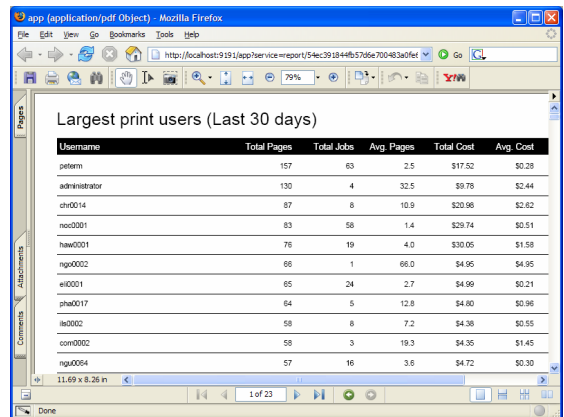 app (application/pdf Object) - Mozilla Firefox
File Edit View Go Bookmarks Tools Help
http://localhost:9191/app?service=report/54ec391844fb57d6e700483a0fe Go
79% Y!
Pages
Largest print users (Last 30 days)
Username Total Pages Total Jobs Avg. Pages Total Cost Avg. Cost
peterm 157 63 2.5 $17.52 $0.28
administrator 130 4 32.5 $9.78 $2.44
chr0014 87 8 10.9 $20.98 $2.62
noc0001 83 58 1.4 $29.74 $0.51
haw0001 76 19 4.0 $30.05 $1.58
ngo0002 66 1 66.0 $4.95 $4.95
eli0001 65 24 2.7 $4.99 $0.21
pha0017 64 5 12.8 $4.80 $0.96
ils0002 58 8 7.2 $4.38 $0.55
com0002 58 3 19.3 $4.35 $1.45
ngu0064 57 16 3.6 $4.72 $0.30
Attachments
Comments
11.69 x 8.26 in
1 of 23
Done